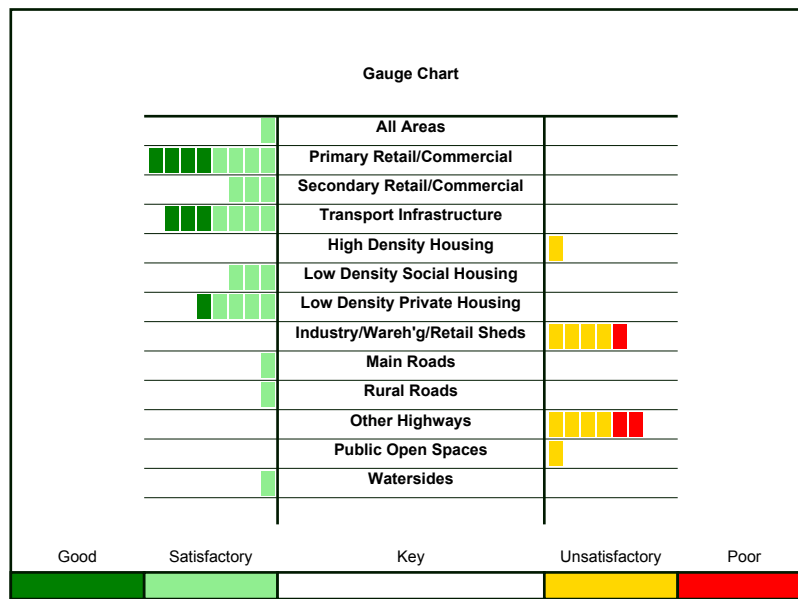 Gauge Chart
All Areas
Primary Retail/Commercial
Secondary Retail/Commercial
Transport Infrastructure
High Density Housing
Low Density Social Housing
Low Density Private Housing
Industry/Wareh'g/Retail Sheds
Main Roads
Rural Roads
Other Highways
Public Open Spaces
Watersides
Good Satisfactory Key Unsatisfactory Poor